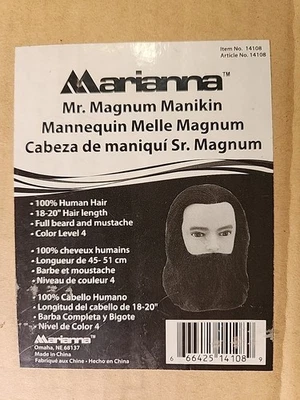 Item No. 14108
Article No. 14108
Marianna™
Mr. Magnum Manikin
Mannequin Melle Magnum
Cabeza de maniquí Sr. Magnum
• 100% Human Hair
• 18-20" Hair length
• Full beard and mustache
• Color Level 4
• 100% cheveux humains
• Longueur de 45- 51 cm
• Barbe et moustache
• Niveau de couleur 4
• 100% Cabello Humano
• Longitud del cabello de 18-20"
• Barba Completa y Bigote
• Nivel de Color 4
Marianna
Omaha, NE 68137
Made in China
Fabriqué aux Chine • Hecho en China
6 66425 14108 9